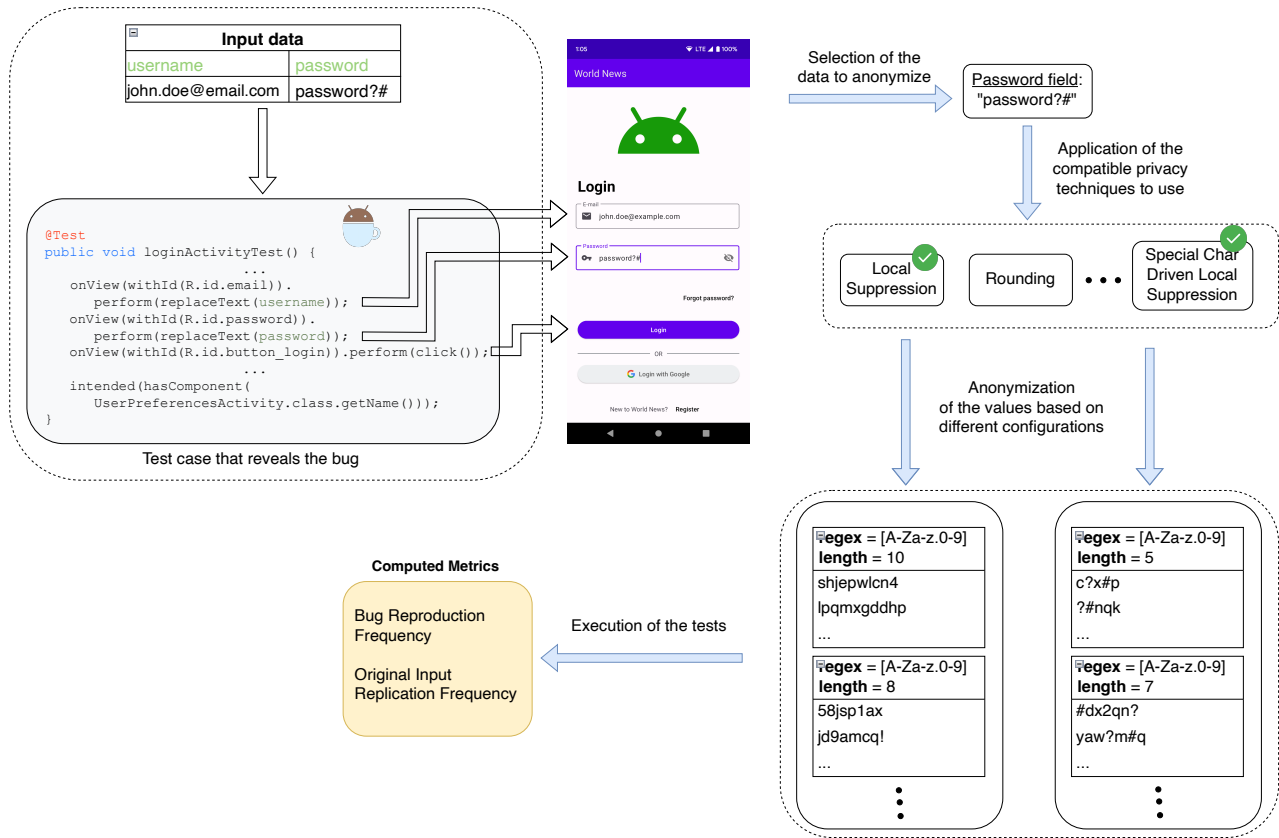 Input data
username password
john.doe@email.com password?#
@Test
public void loginActivityTest() {
...
onView(withId(R.id.email)).
perform(replaceText(username));
onView(withId(R.id.password)).
perform(replaceText(password));
onView(withId(R.id.button_login)).perform(click());
...
intended(hasComponent(
UserPreferencesActivity.class.getName()));
}
Test case that reveals the bug
1:05 LTE 100%
World News
Login
E-mail
john.doe@example.com
Password
password?#
Forgot password?
Login
OR
Login with Google
New to World News? Register
Selection of the
data to anonymize
Password field:
"password?#"
Application of the
compatible privacy
techniques to use
Local
Suppression
Rounding
Special Char
Driven Local
Suppression
Anonymization
of the values based on
different configurations
regex = [A-Za-z.0-9]
length = 10
shjepwlcn4
lpqmxgddhp
...
regex = [A-Za-z.0-9]
length = 8
58jsp1ax
jd9amcq!
...
regex = [A-Za-z.0-9]
length = 5
c?x#p
?#nqk
...
regex = [A-Za-z.0-9]
length = 7
#dx2qn?
yaw?m#q
...
Execution of the tests
Computed Metrics
Bug Reproduction
Frequency
Original Input
Replication Frequency